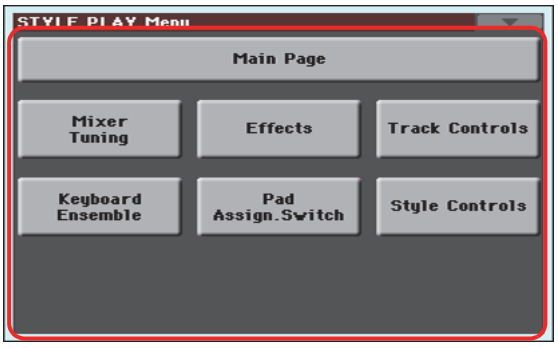 STYLE PLAY Menu
Main Page
Mixer
Tuning
Effects
Track Controls
Keyboard
Ensemble
Pad
Assign.Switch
Style Controls